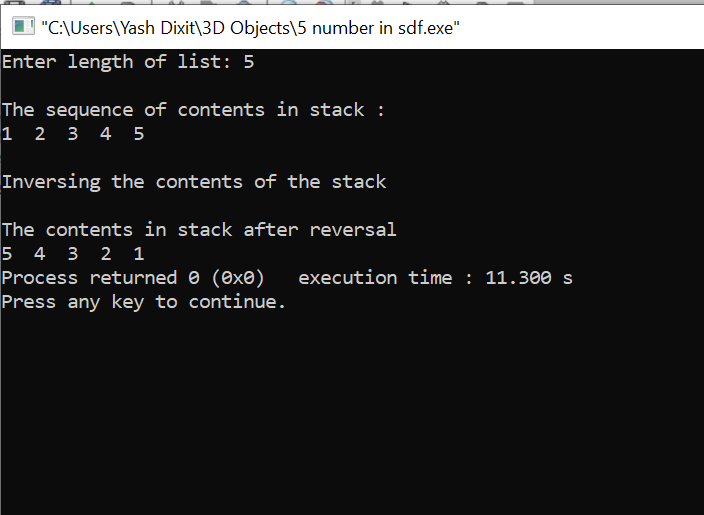 "C:\Users\Yash Dixit\3D Objects\5 number in sdf.exe"
Enter length of list: 5
The sequence of contents in stack :
1  2  3  4  5
Inversing the contents of the stack
The contents in stack after reversal
5  4  3  2  1
Process returned 0 (0x0)   execution time : 11.300 s
Press any key to continue.